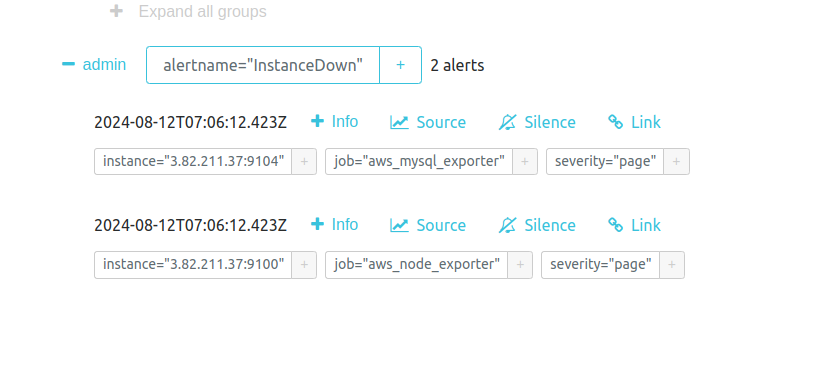 + Expand all groups
− admin alertname="InstanceDown" + 2 alerts
2024-08-12T07:06:12.423Z + Info Source Silence Link
instance="3.82.211.37:9104" + job="aws_mysql_exporter" + severity="page" +
2024-08-12T07:06:12.423Z + Info Source Silence Link
instance="3.82.211.37:9100" + job="aws_node_exporter" + severity="page" +